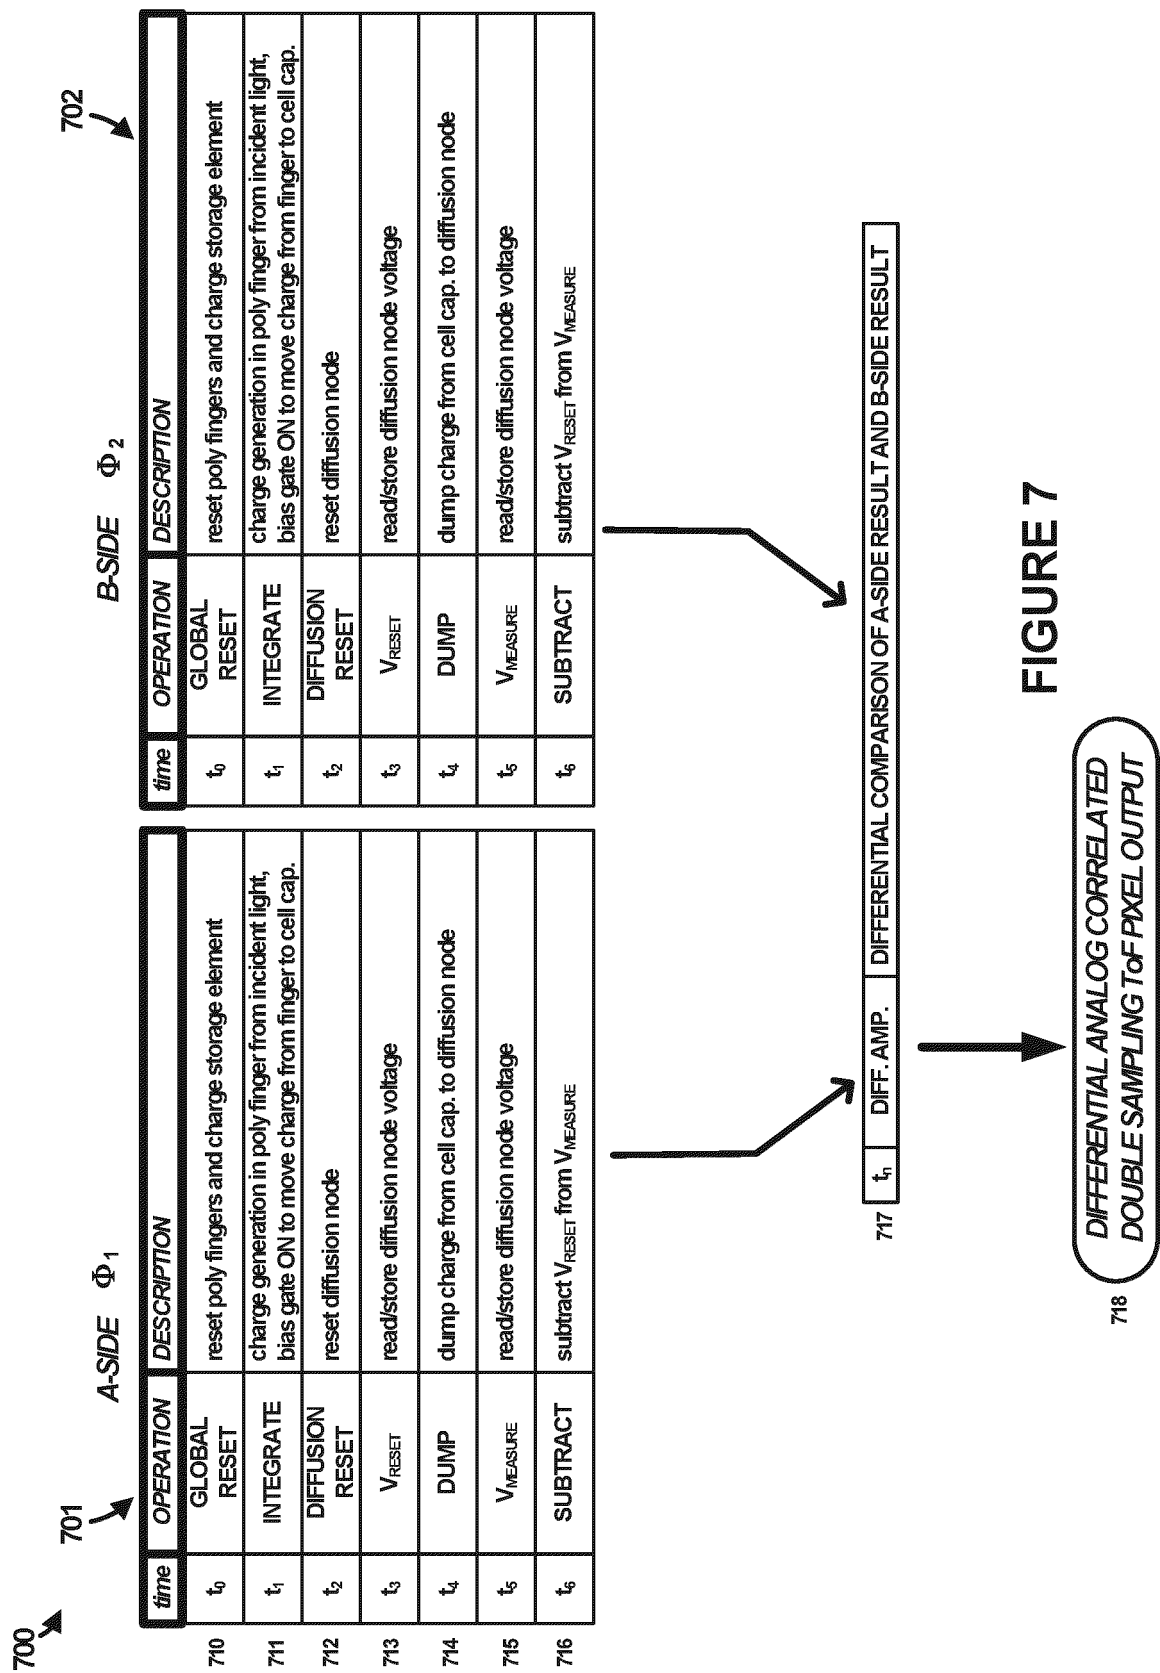 700
701
702
A-SIDE Φ1
B-SIDE Φ2
time OPERATION DESCRIPTION
time OPERATION DESCRIPTION
710
t0 GLOBAL RESET reset poly fingers and charge storage element
t0 GLOBAL RESET reset poly fingers and charge storage element
711
t1 INTEGRATE charge generation in poly finger from incident light,
bias gate ON to move charge from finger to cell cap.
t1 INTEGRATE charge generation in poly finger from incident light,
bias gate ON to move charge from finger to cell cap.
712
t2 DIFFUSION RESET reset diffusion node
t2 DIFFUSION RESET reset diffusion node
713
t3 VRESET read/store diffusion node voltage
t3 VRESET read/store diffusion node voltage
714
t4 DUMP dump charge from cell cap. to diffusion node
t4 DUMP dump charge from cell cap. to diffusion node
715
t5 VMEASURE read/store diffusion node voltage
t5 VMEASURE read/store diffusion node voltage
716
t6 SUBTRACT subtract VRESET from VMEASURE
t6 SUBTRACT subtract VRESET from VMEASURE
717
tn DIFF. AMP. DIFFERENTIAL COMPARISON OF A-SIDE RESULT AND B-SIDE RESULT
718
DIFFERENTIAL ANALOG CORRELATED
DOUBLE SAMPLING ToF PIXEL OUTPUT
FIGURE 7